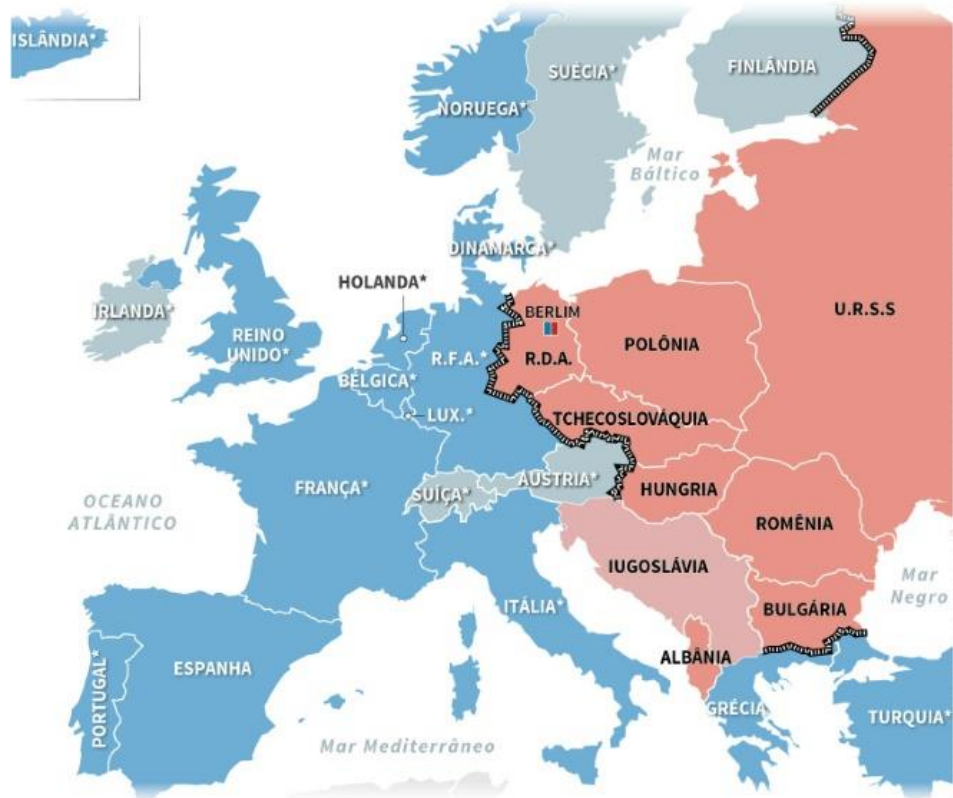 ISLÂNDIA*
NORUEGA*
SUÉCIA*
FINLÂNDIA
Mar
Báltico
DINAMARCA*
HOLANDA*
IRLANDA*
REINO
UNIDO*
BERLIM
U.R.S.S
R.F.A.*
R.D.A.
POLÔNIA
BÉLGICA*
LUX.*
TCHECOSLOVÁQUIA
FRANÇA*
SUÍÇA*
ÁUSTRIA*
HUNGRIA
OCEANO
ATLÂNTICO
ROMÊNIA
IUGOSLÁVIA
Mar
Negro
ITÁLIA*
BULGÁRIA
PORTUGAL*
ESPANHA
ALBÂNIA
GRÉCIA
TURQUIA*
Mar Mediterrâneo